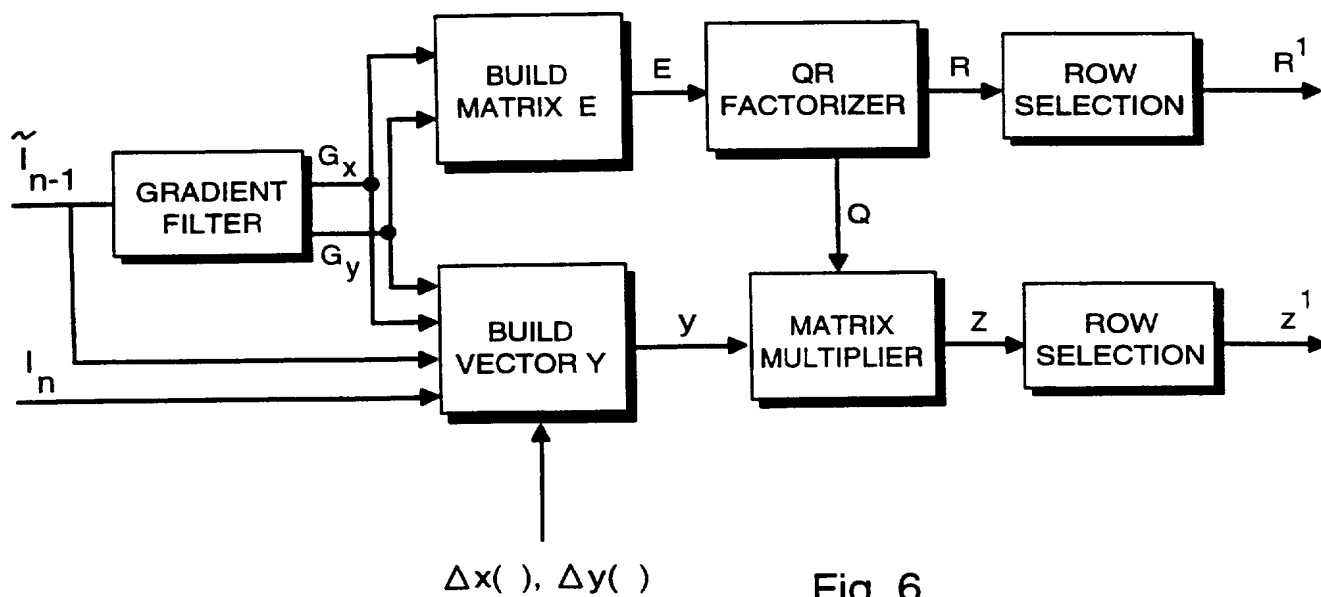 BUILD
MATRIX E
E
QR
FACTORIZER
R
ROW
SELECTION
R¹
Ĩn-1
GRADIENT
FILTER
Gx
Gy
Q
In
BUILD
VECTOR Y
y
MATRIX
MULTIPLIER
z
ROW
SELECTION
z¹
Δx( ), Δy( )
Fig. 6